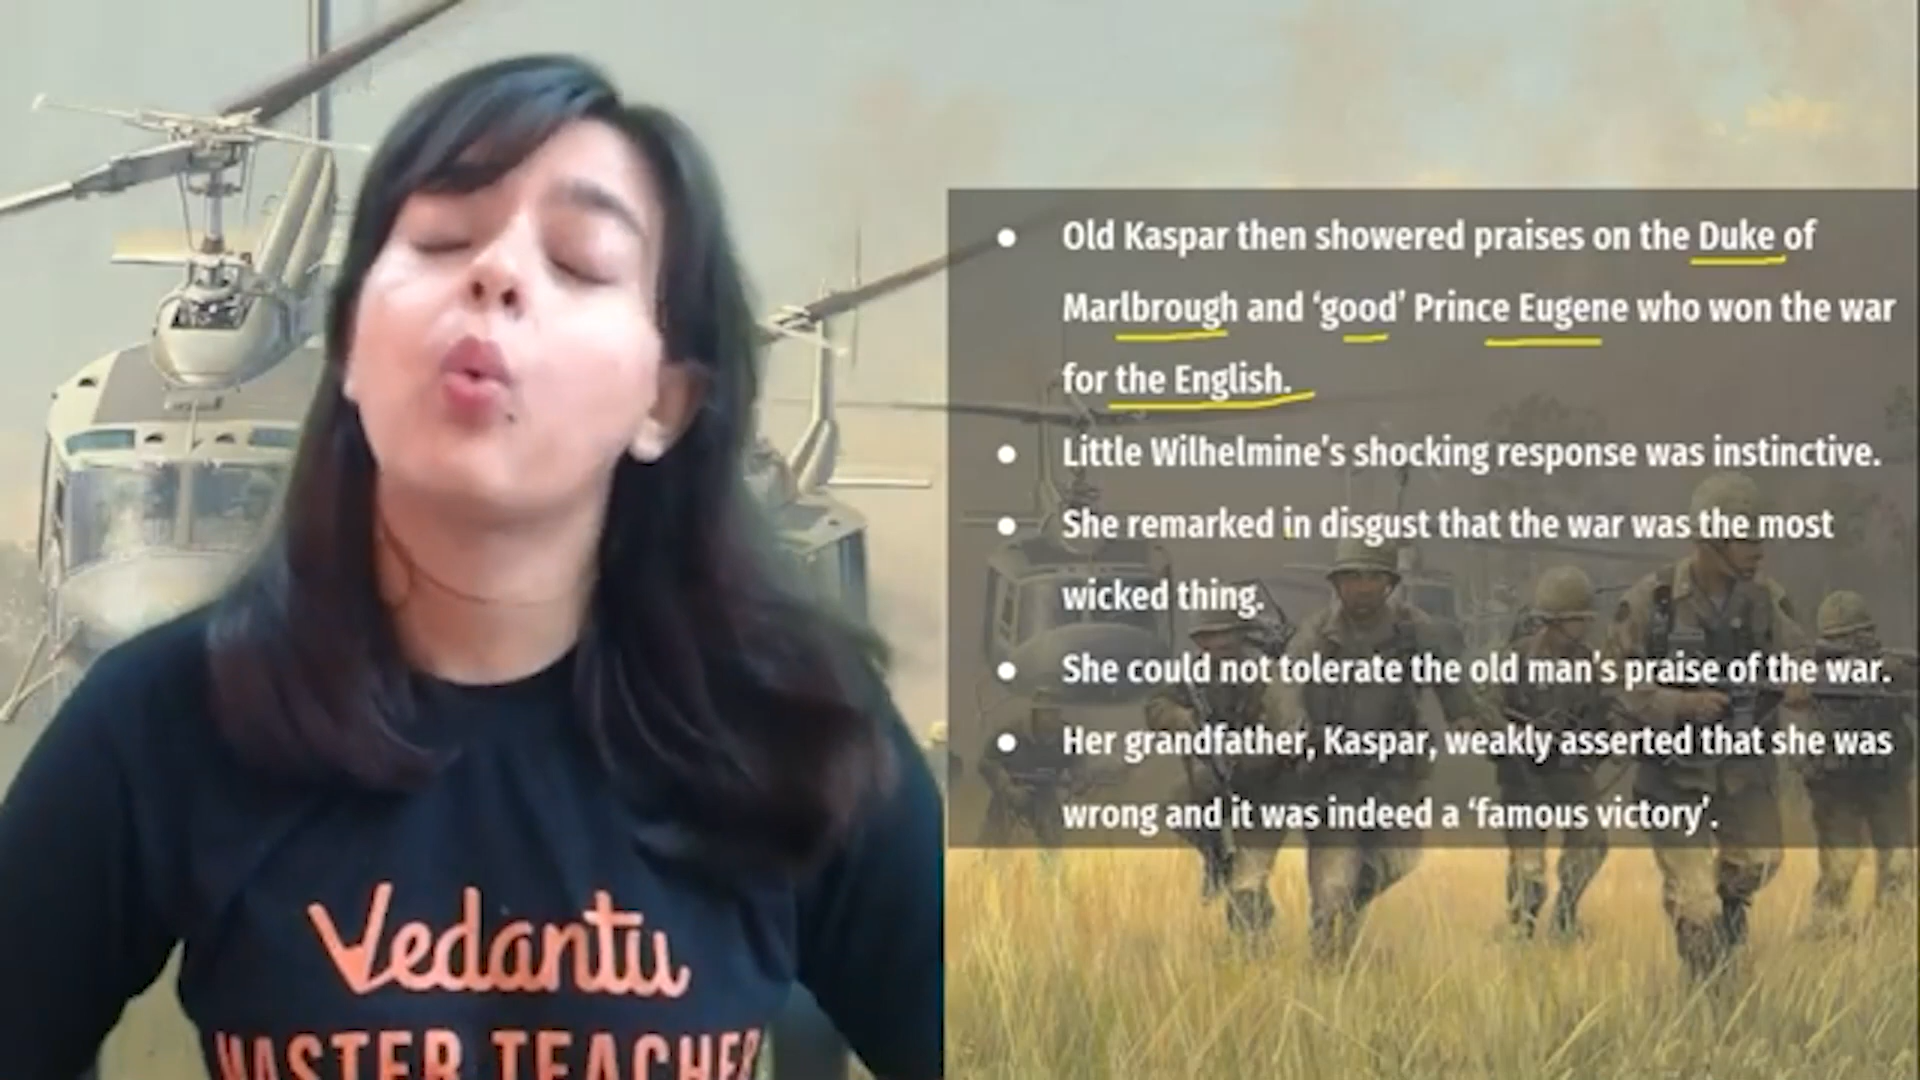 Old Kaspar then showered praises on the Duke of
Marlbrough and ‘good’ Prince Eugene who won the war
for the English.
Little Wilhelmine’s shocking response was instinctive.
She remarked in disgust that the war was the most
wicked thing.
She could not tolerate the old man’s praise of the war.
Her grandfather, Kaspar, weakly asserted that she was
wrong and it was indeed a ‘famous victory’.
Vedantu
MASTER TEACHER